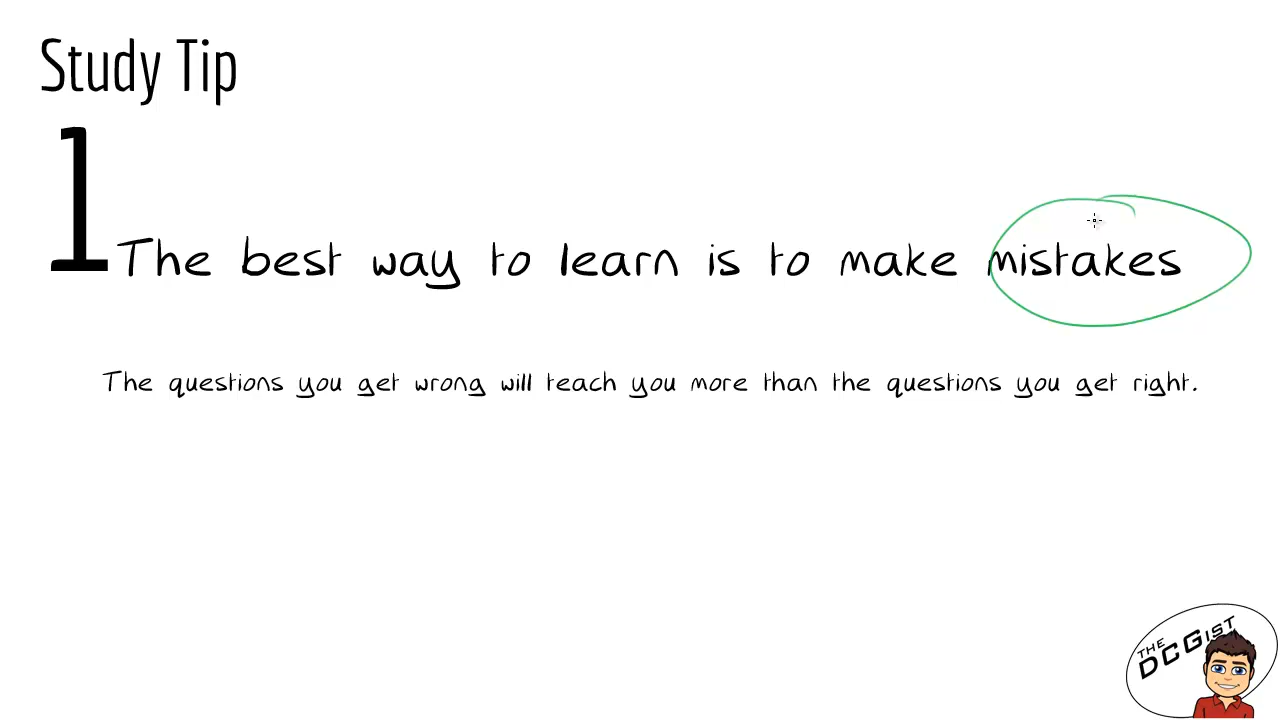 Study Tip
1
The best way to learn is to make mistakes
The questions you get wrong will teach you more than the questions you get right.
THE
DCGIST